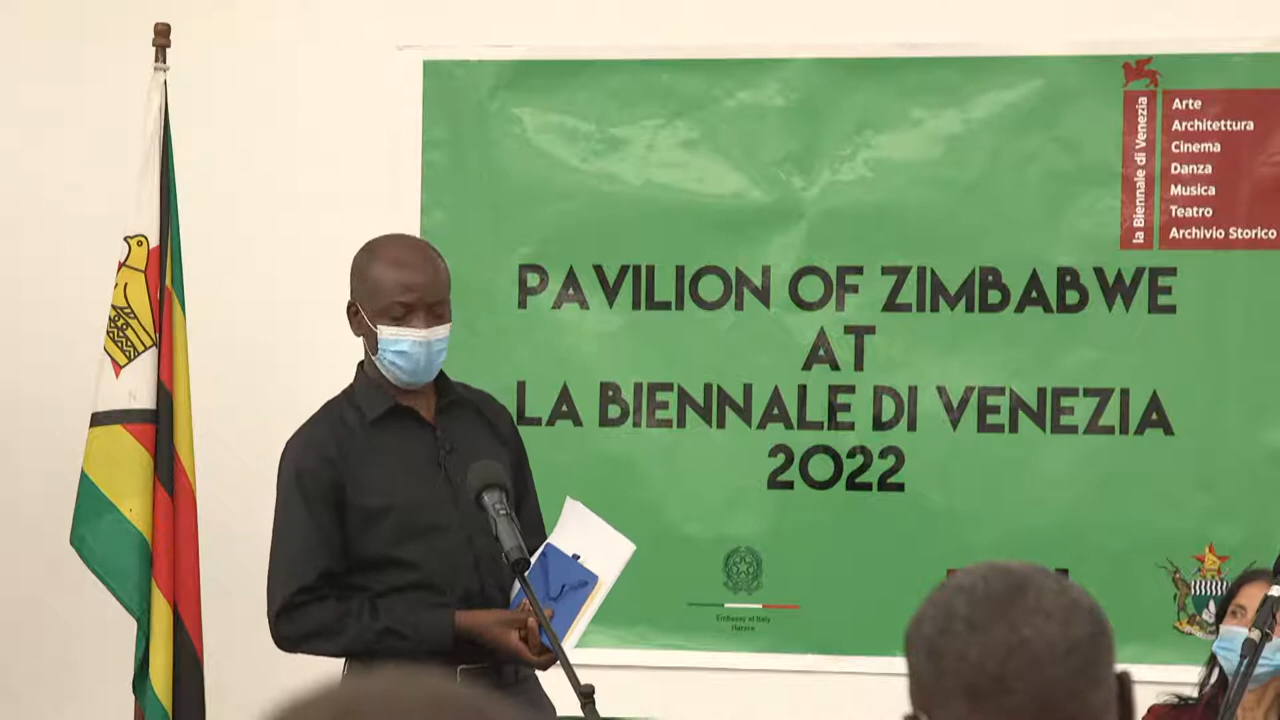 la Biennale di Venezia
Arte
Architettura
Cinema
Danza
Musica
Teatro
Archivio Storico
PAVILION OF ZIMBABWE
AT
LA BIENNALE DI VENEZIA
2022
Embassy of Italy
Harare